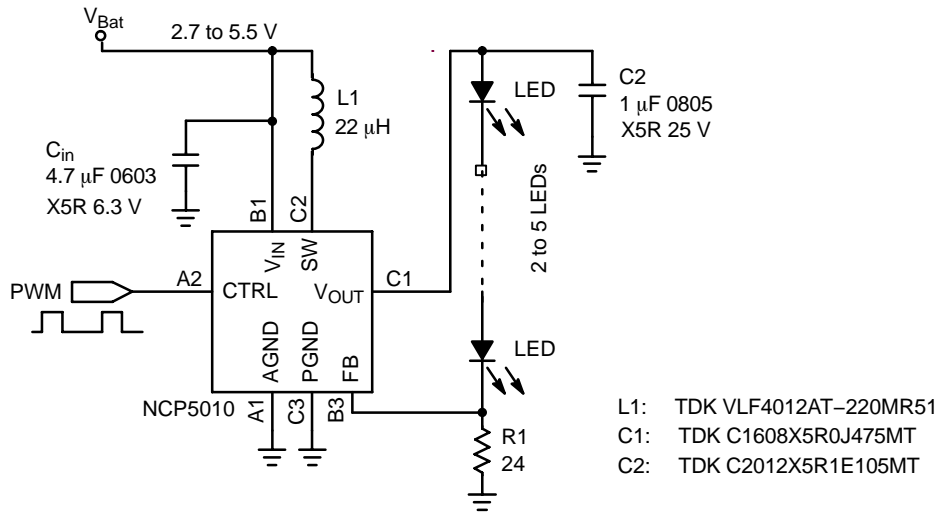 V_Bat
2.7 to 5.5 V
LED
C2
1 μF 0805
X5R 25 V
L1
22 μH
C_in
4.7 μF 0603
X5R 6.3 V
B1
C2
2 to 5 LEDs
V_IN
SW
PWM
A2
CTRL
V_OUT
C1
AGND
PGND
FB
LED
NCP5010
A1
C3
B3
R1
24
L1: TDK VLF4012AT−220MR51
C1: TDK C1608X5R0J475MT
C2: TDK C2012X5R1E105MT